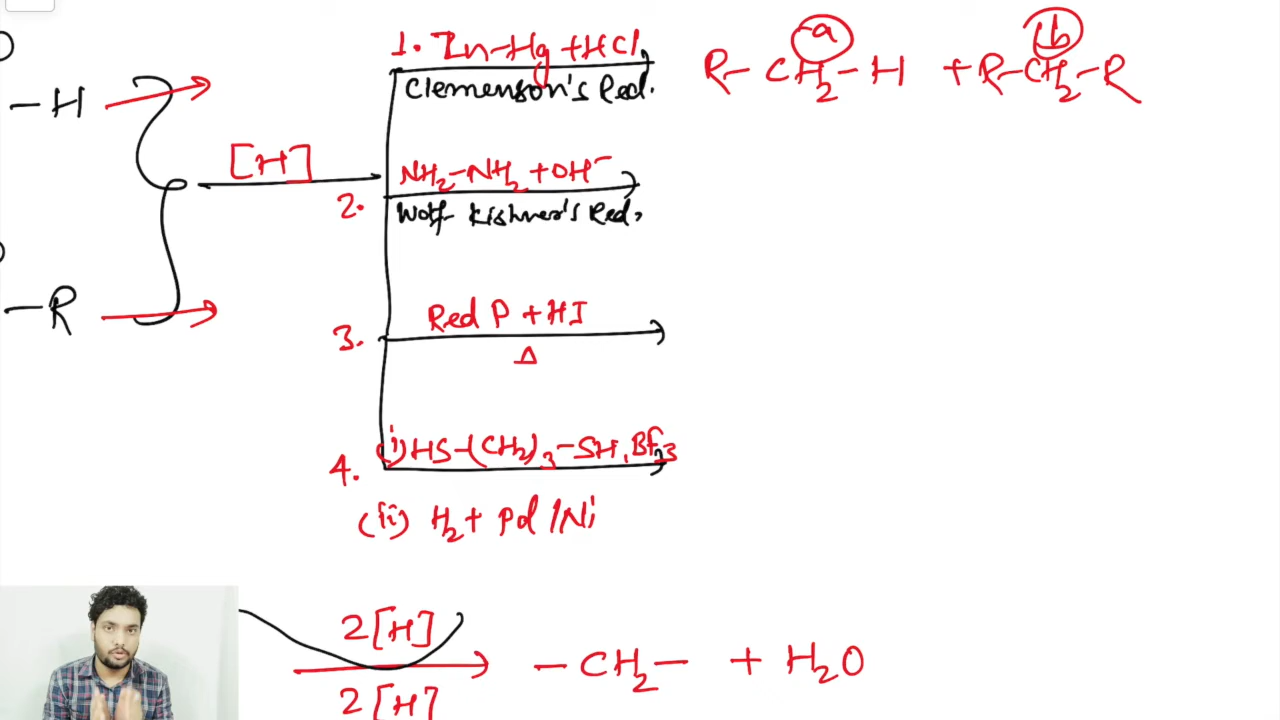 O
-H
[H]
O
-R
1. Zn-Hg +HCl
Clemenson's Red.
R-CH2-H + R-CH2-R
a
b
2. NH2-NH2 +OH-
Wolf Kishner's Red.
3. Red P + HI
Δ
4. (i) HS-(CH2)3-SH, Bf3
(ii) H2+ Pd /Ni
2[H]
2[H]
-CH2- + H2O